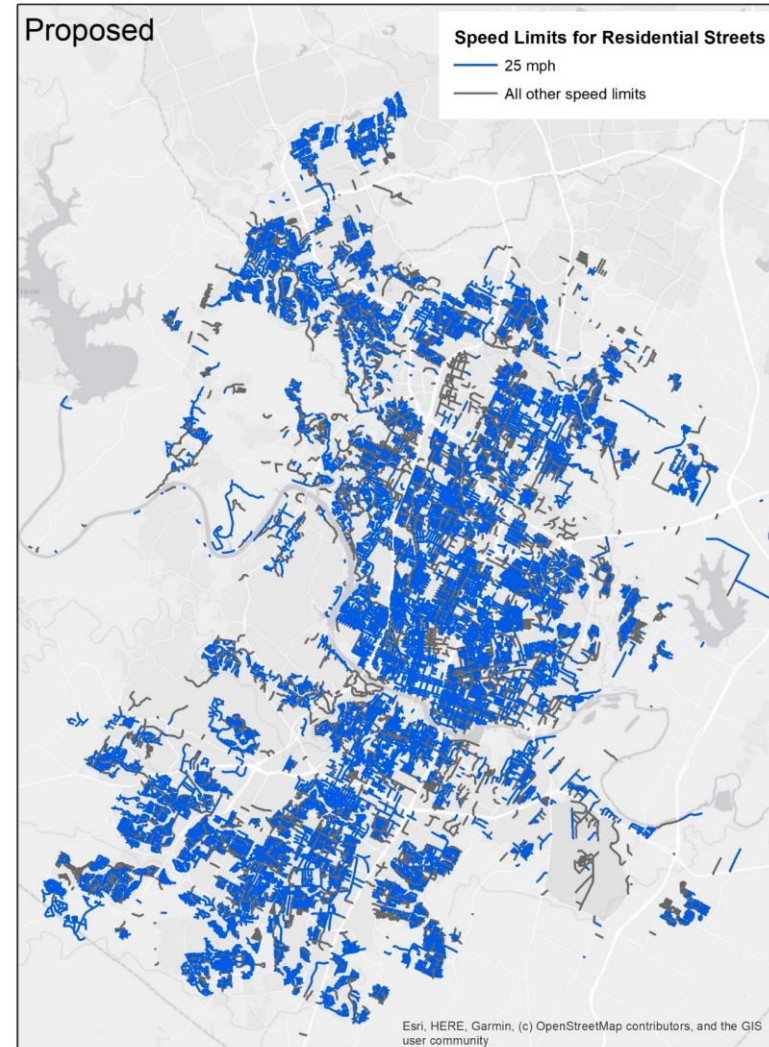 Proposed
Speed Limits for Residential Streets
25 mph
All other speed limits
Esri, HERE, Garmin, (c) OpenStreetMap contributors, and the GIS
user community